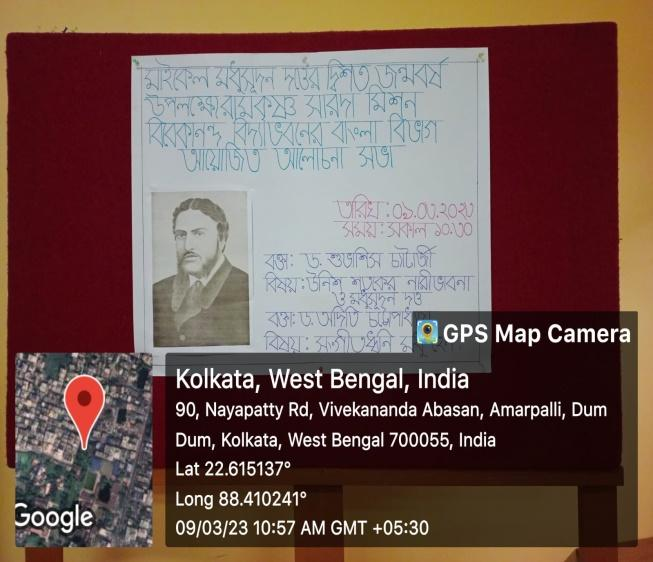 মাইকেল মধুসূদন দত্তের দ্বিশত জন্মবর্ষ
উপলক্ষে রামকৃষ্ণ সারদা মিশন
বিবেকানন্দ বিদ্যাভবনের বাংলা বিভাগ
আয়োজিত আলোচনা সভা
তারিখ : ০৯.০৩.২০২৩
সময় : সকাল ১০.৩০
বক্তা : ড. শুভাশিস চ্যাটার্জী
বিষয় : উনিশ শতকের নারীভাবনা
ও মধুসূদন দত্ত
বক্তা : ড. অদিতি
বিষয় :
GPS Map Camera
Kolkata, West Bengal, India
90, Nayapatty Rd, Vivekananda Abasan, Amarpalli, Dum
Dum, Kolkata, West Bengal 700055, India
Lat 22.615137°
Long 88.410241°
09/03/23 10:57 AM GMT +05:30
Google